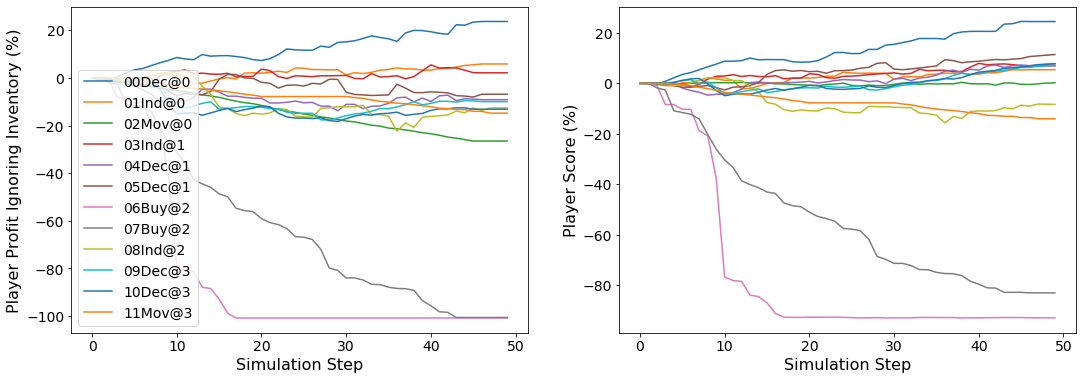 Player Profit Ignoring Inventory (%)
20
0
−20
−40
−60
−80
−100
00Dec@0
01Ind@0
02Mov@0
03Ind@1
04Dec@1
05Dec@1
06Buy@2
07Buy@2
08Ind@2
09Dec@3
10Dec@3
11Mov@3
0 10 20 30 40 50
Simulation Step
Player Score (%)
20
0
−20
−40
−60
−80
0 10 20 30 40 50
Simulation Step